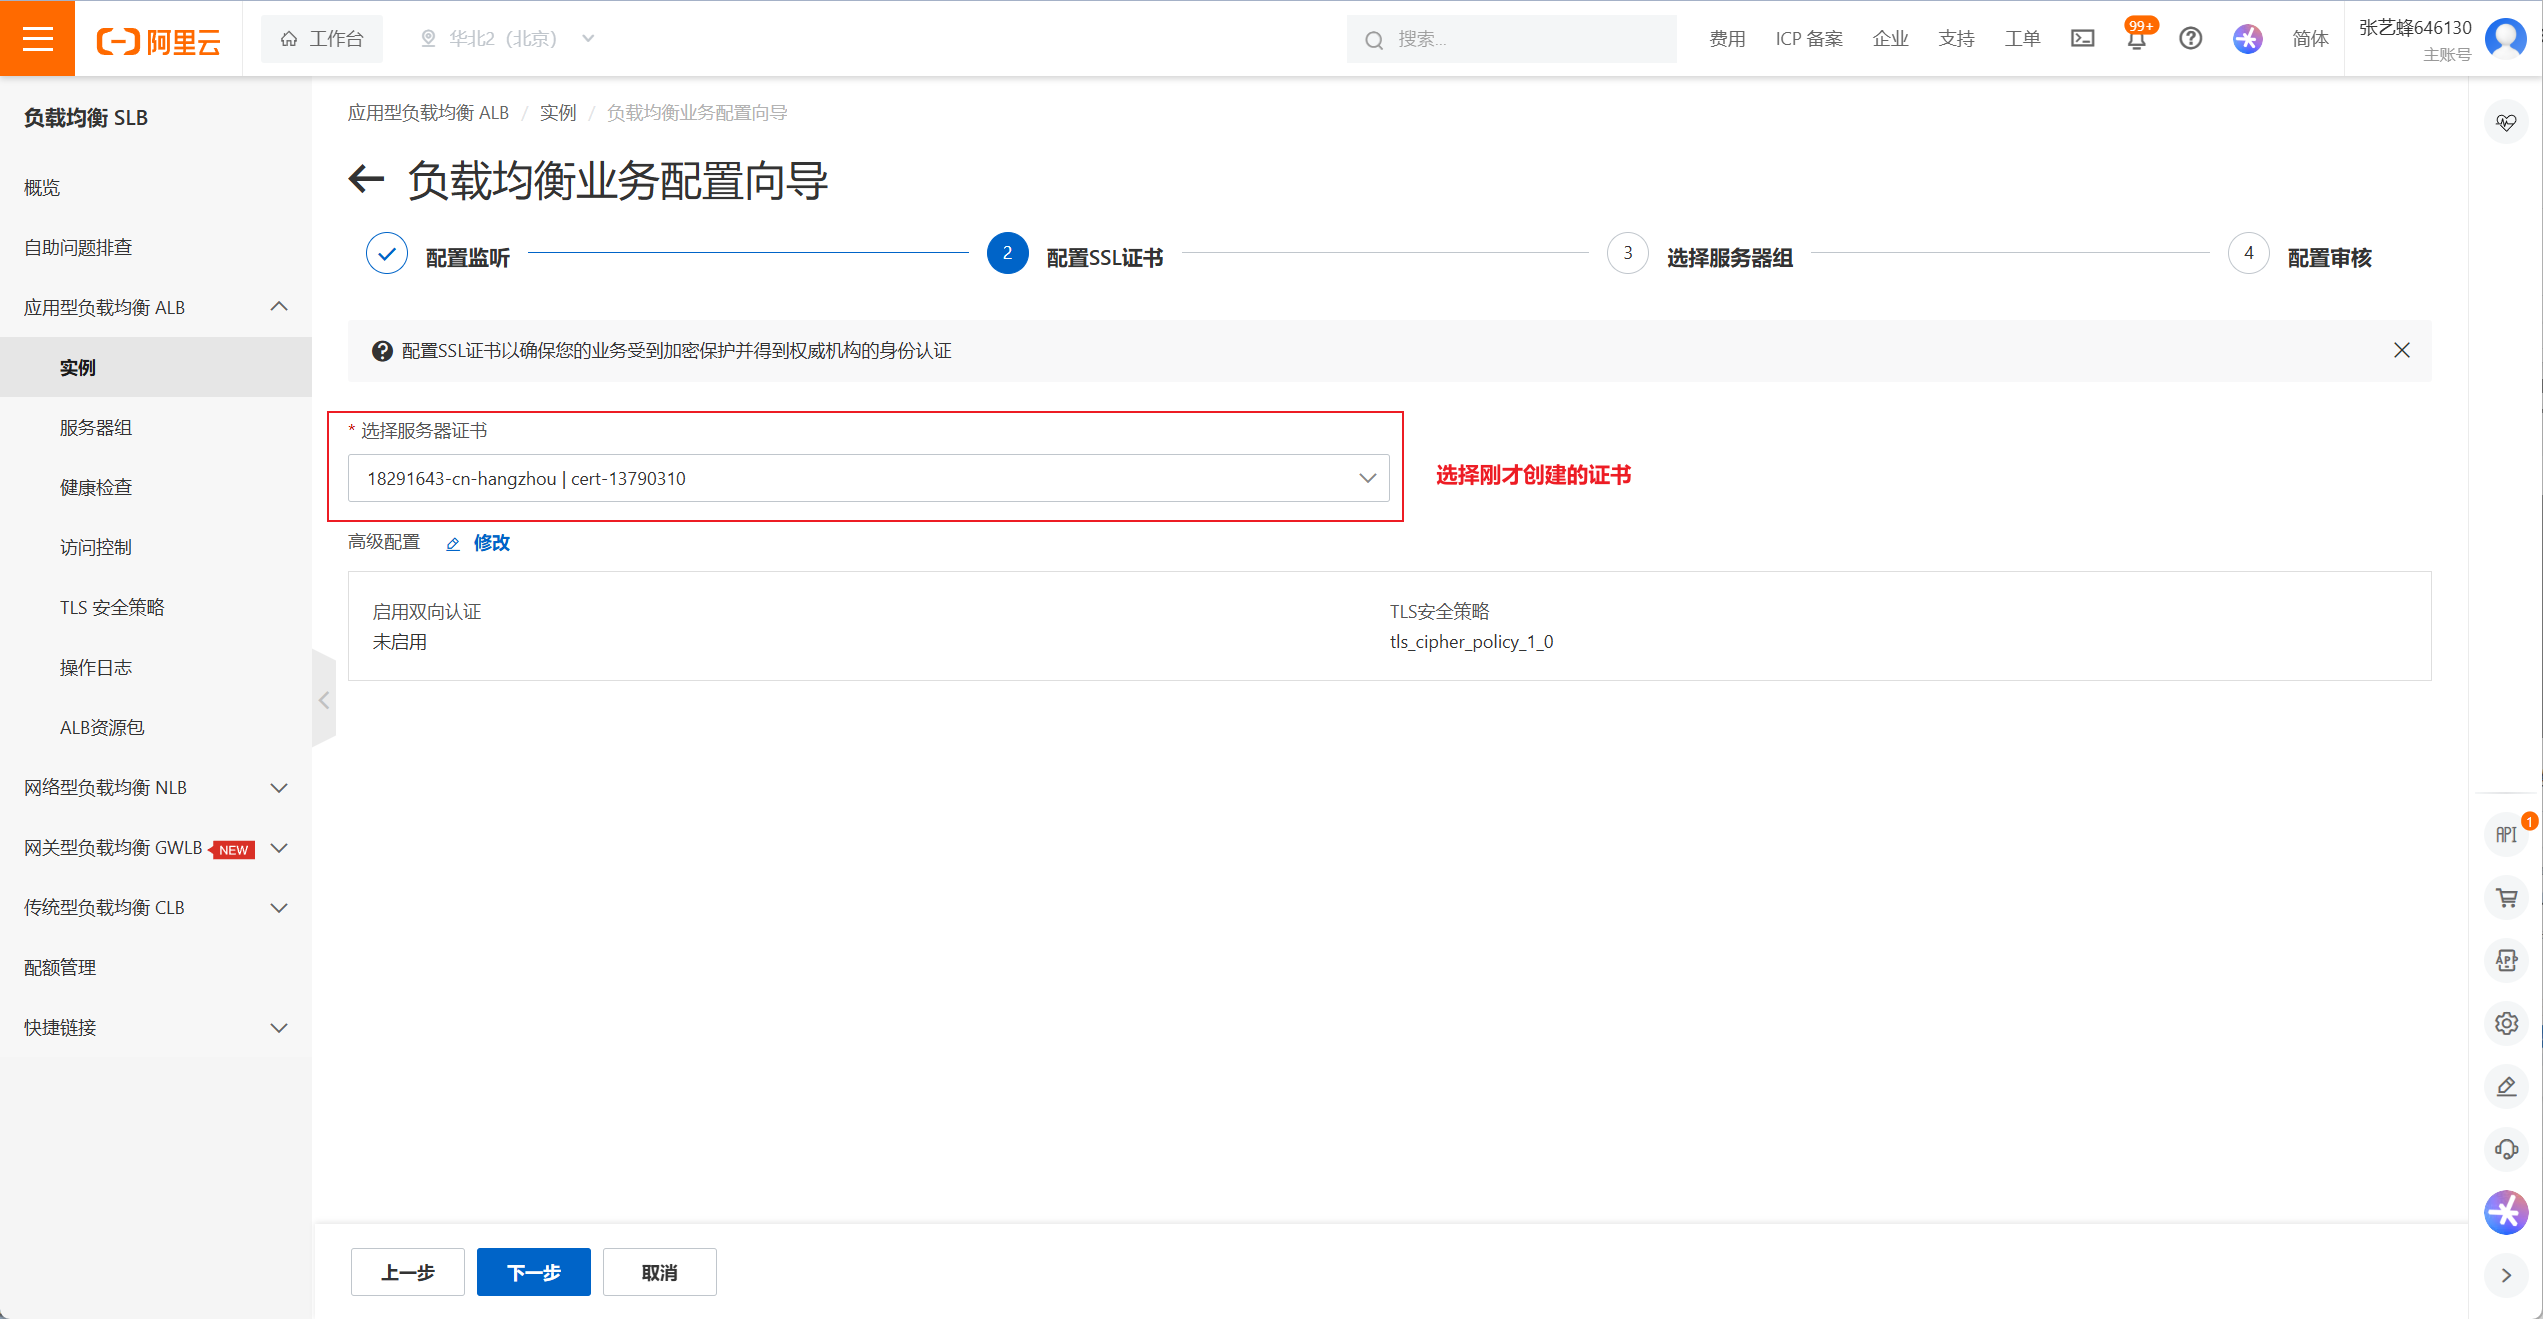 阿里云
工作台
华北2（北京）
搜索...
费用
ICP 备案
企业
支持
工单
99+
简体
张艺蜂646130
主账号
负载均衡 SLB
概览
自助问题排查
应用型负载均衡 ALB
实例
服务器组
健康检查
访问控制
TLS 安全策略
操作日志
ALB资源包
网络型负载均衡 NLB
网关型负载均衡 GWLB NEW
传统型负载均衡 CLB
配额管理
快捷链接
应用型负载均衡 ALB / 实例 / 负载均衡业务配置向导
负载均衡业务配置向导
配置监听
2 配置SSL证书
3 选择服务器组
4 配置审核
配置SSL证书以确保您的业务受到加密保护并得到权威机构的身份认证
* 选择服务器证书
18291643-cn-hangzhou | cert-13790310
选择刚才创建的证书
高级配置 修改
启用双向认证
未启用
TLS安全策略
tls_cipher_policy_1_0
上一步
下一步
取消
API
1
APP